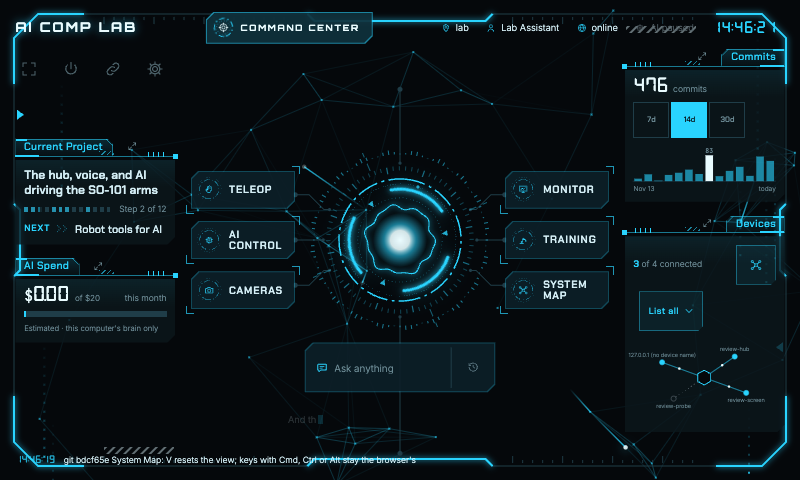 AI COMP LAB
COMMAND CENTER
lab
Lab Assistant
online
Commits
476 commits
7d
14d
30d
83
Nov 13
today
Current Project
The hub, voice, and AI
driving the SO-101 arms
Step 2 of 12
NEXT >> Robot tools for AI
AI Spend
$0.00 of $20
this month
Estimated · this computer's brain only
TELEOP
AI
CONTROL
CAMERAS
MONITOR
TRAINING
SYSTEM
MAP
Devices
3 of 4 connected
List all
127.0.0.1 (no device name)
review-hub
review-probe
review-screen
Ask anything
And th
14:46:19 git bdcf65e System Map: V resets the view; keys with Cmd, Ctrl or Alt stay the browser's